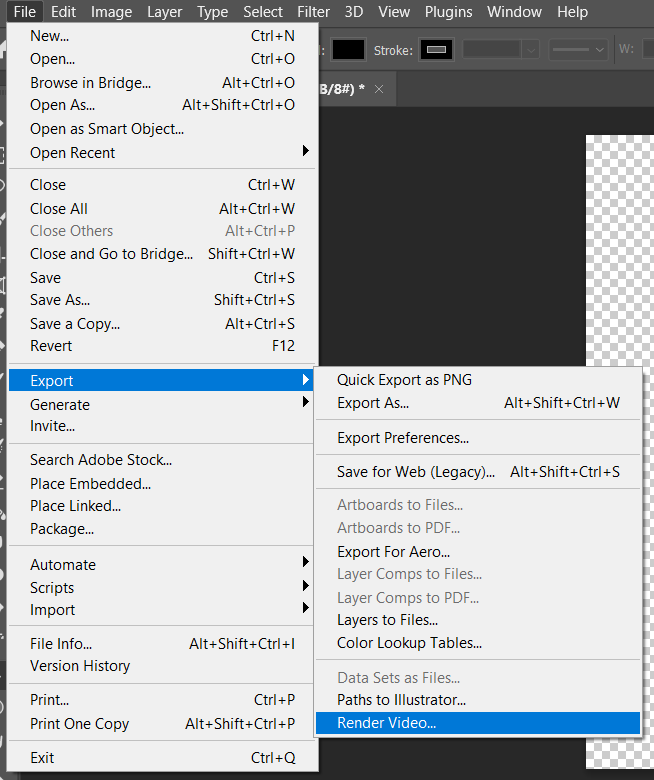 File Edit Image Layer Type Select Filter 3D View Plugins Window Help
Stroke: W:
B/8#) * ×
New... Ctrl+N
Open... Ctrl+O
Browse in Bridge... Alt+Ctrl+O
Open As... Alt+Shift+Ctrl+O
Open as Smart Object...
Open Recent
Close Ctrl+W
Close All Alt+Ctrl+W
Close Others Alt+Ctrl+P
Close and Go to Bridge... Shift+Ctrl+W
Save Ctrl+S
Save As... Shift+Ctrl+S
Save a Copy... Alt+Ctrl+S
Revert F12
Export
Generate
Invite...
Search Adobe Stock...
Place Embedded...
Place Linked...
Package...
Automate
Scripts
Import
File Info... Alt+Shift+Ctrl+I
Version History
Print... Ctrl+P
Print One Copy Alt+Shift+Ctrl+P
Exit Ctrl+Q
Quick Export as PNG
Export As... Alt+Shift+Ctrl+W
Export Preferences...
Save for Web (Legacy)... Alt+Shift+Ctrl+S
Artboards to Files...
Artboards to PDF...
Export For Aero...
Layer Comps to Files...
Layer Comps to PDF...
Layers to Files...
Color Lookup Tables...
Data Sets as Files...
Paths to Illustrator...
Render Video...